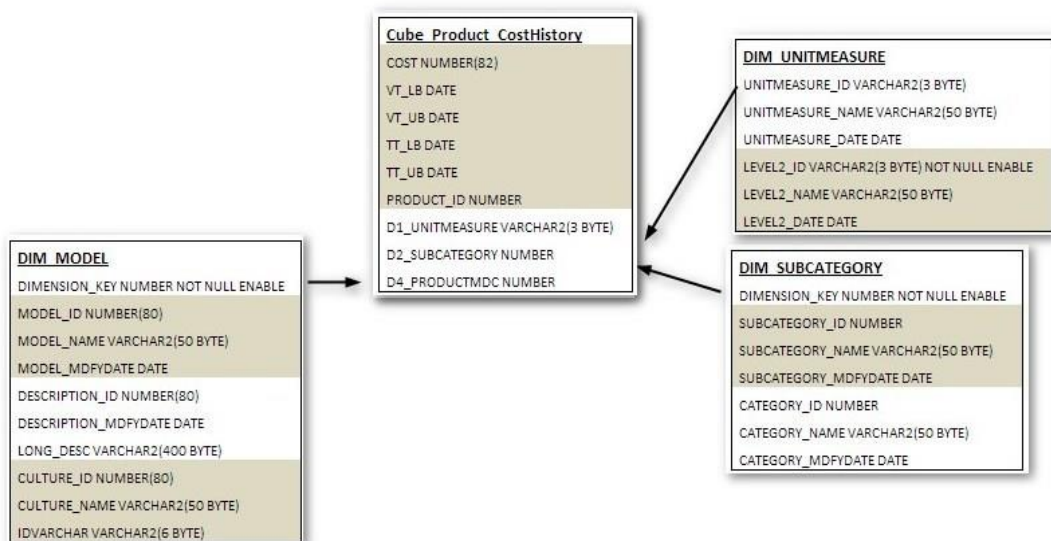 Cube_Product_CostHistory
COST NUMBER(82)
VT_LB DATE
VT_UB DATE
TT_LB DATE
TT_UB DATE
PRODUCT_ID NUMBER
D1_UNITMEASURE VARCHAR2(3 BYTE)
D2_SUBCATEGORY NUMBER
D4_PRODUCTMDC NUMBER
DIM_UNITMEASURE
UNITMEASURE_ID VARCHAR2(3 BYTE)
UNITMEASURE_NAME VARCHAR2(50 BYTE)
UNITMEASURE_DATE DATE
LEVEL2_ID VARCHAR2(3 BYTE) NOT NULL ENABLE
LEVEL2_NAME VARCHAR2(50 BYTE)
LEVEL2_DATE DATE
DIM_MODEL
DIMENSION_KEY NUMBER NOT NULL ENABLE
MODEL_ID NUMBER(80)
MODEL_NAME VARCHAR2(50 BYTE)
MODEL_MDFYDATE DATE
DESCRIPTION_ID NUMBER(80)
DESCRIPTION_MDFYDATE DATE
LONG_DESC VARCHAR2(400 BYTE)
CULTURE_ID NUMBER(80)
CULTURE_NAME VARCHAR2(50 BYTE)
IDVARCHAR VARCHAR2(6 BYTE)
DIM_SUBCATEGORY
DIMENSION_KEY NUMBER NOT NULL ENABLE
SUBCATEGORY_ID NUMBER
SUBCATEGORY_NAME VARCHAR2(50 BYTE)
SUBCATEGORY_MDFYDATE DATE
CATEGORY_ID NUMBER
CATEGORY_NAME VARCHAR2(50 BYTE)
CATEGORY_MDFYDATE DATE